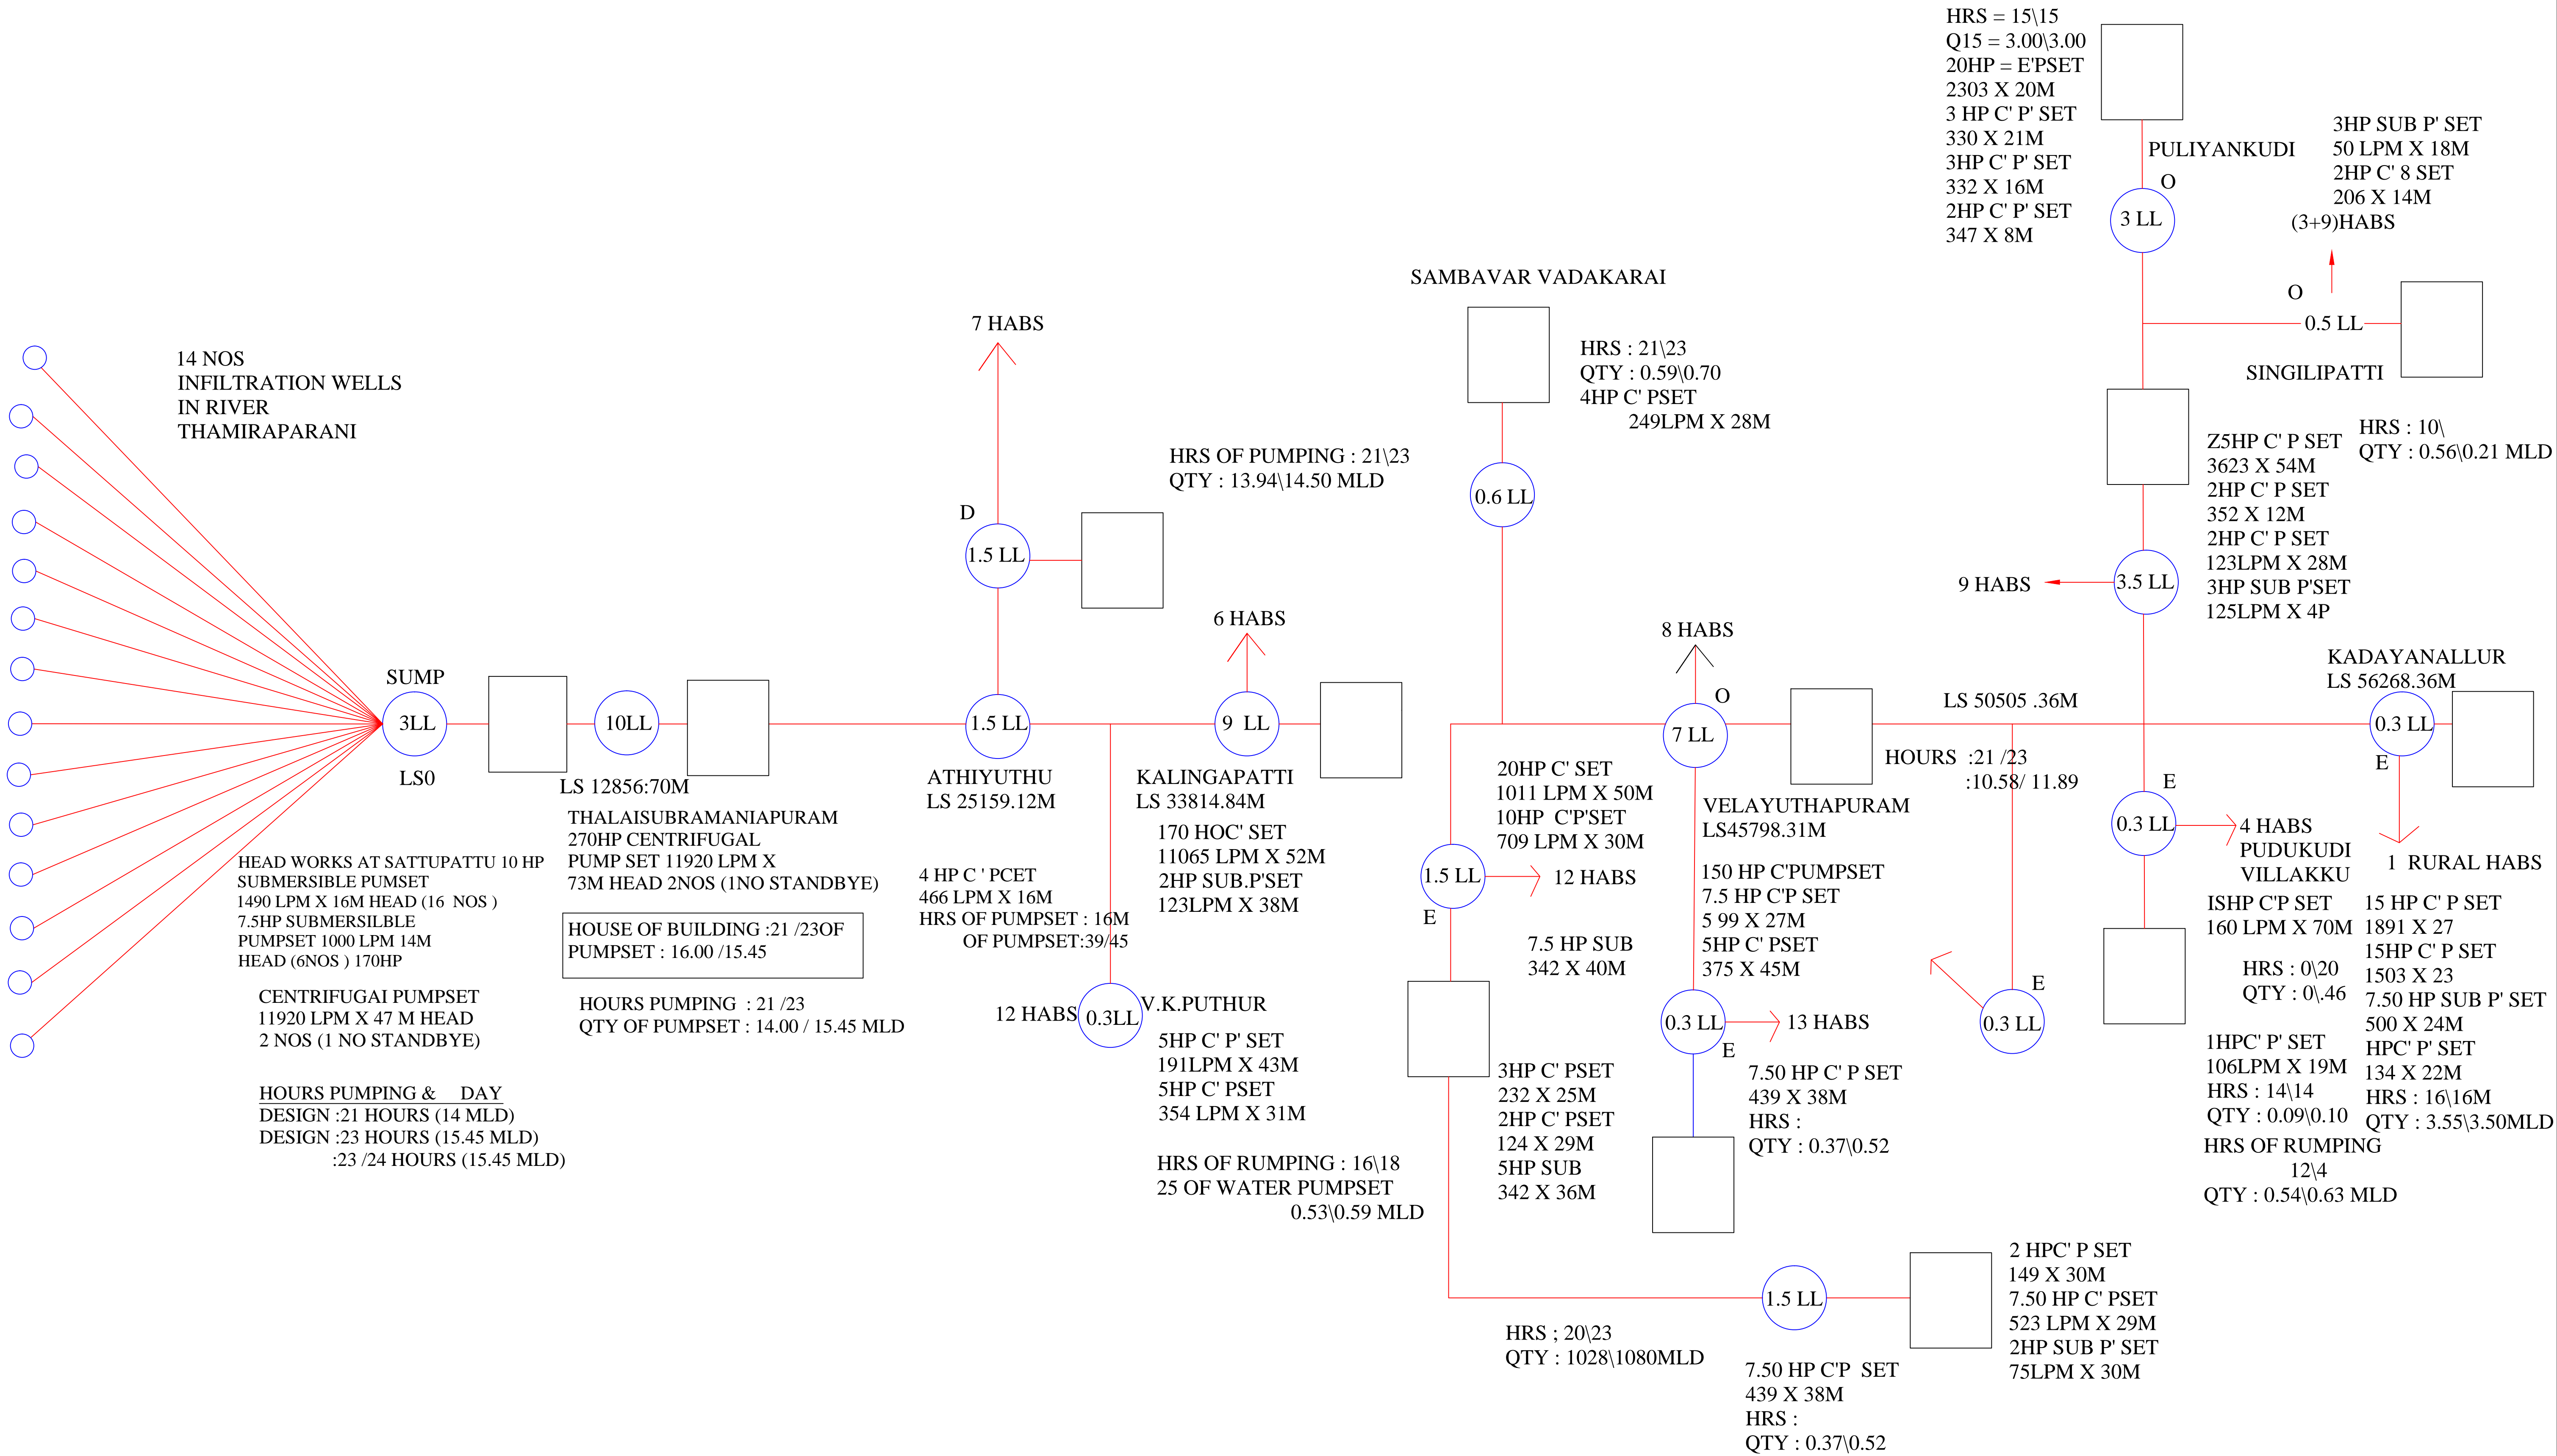 14 NOS
INFILTRATION WELLS
IN RIVER
THAMIRAPARANI
SUMP
3LL
LS0
10LL
LS 12856:70M
HEAD WORKS AT SATTUPATTU 10 HP
SUBMERSIBLE PUMSET
1490 LPM X 16M HEAD (16 NOS )
7.5HP SUBMERSILBLE
PUMPSET 1000 LPM 14M
HEAD (6NOS ) 170HP
CENTRIFUGAI PUMPSET
11920 LPM X 47 M HEAD
2 NOS (1 NO STANDBYE)
HOURS PUMPING & DAY
DESIGN :21 HOURS (14 MLD)
DESIGN :23 HOURS (15.45 MLD)
:23 /24 HOURS (15.45 MLD)
THALAISUBRAMANIAPURAM
270HP CENTRIFUGAL
PUMP SET 11920 LPM X
73M HEAD 2NOS (1NO STANDBYE)
HOUSE OF BUILDING :21 /23OF
PUMPSET : 16.00 /15.45
HOURS PUMPING : 21 /23
QTY OF PUMPSET : 14.00 / 15.45 MLD
7 HABS
D
1.5 LL
HRS OF PUMPING : 21\23
QTY : 13.94\14.50 MLD
1.5 LL
ATHIYUTHU
LS 25159.12M
4 HP C ' PCET
466 LPM X 16M
HRS OF PUMPSET : 16M
OF PUMPSET:39/45
6 HABS
9 LL
KALINGAPATTI
LS 33814.84M
170 HOC' SET
11065 LPM X 52M
2HP SUB.P'SET
123LPM X 38M
12 HABS
0.3LL
V.K.PUTHUR
5HP C' P' SET
191LPM X 43M
5HP C' PSET
354 LPM X 31M
HRS OF RUMPING : 16\18
25 OF WATER PUMPSET
0.53\0.59 MLD
SAMBAVAR VADAKARAI
HRS : 21\23
QTY : 0.59\0.70
4HP C' PSET
249LPM X 28M
0.6 LL
8 HABS
O
7 LL
20HP C' SET
1011 LPM X 50M
10HP C'P'SET
709 LPM X 30M
1.5 LL
12 HABS
E
7.5 HP SUB
342 X 40M
VELAYUTHAPURAM
LS45798.31M
150 HP C'PUMPSET
7.5 HP C'P SET
5 99 X 27M
5HP C' PSET
375 X 45M
0.3 LL
13 HABS
E
7.50 HP C' P SET
439 X 38M
HRS :
QTY : 0.37\0.52
3HP C' PSET
232 X 25M
2HP C' PSET
124 X 29M
5HP SUB
342 X 36M
HRS ; 20\23
QTY : 1028\1080MLD
1.5 LL
7.50 HP C'P SET
439 X 38M
HRS :
QTY : 0.37\0.52
2 HPC' P SET
149 X 30M
7.50 HP C' PSET
523 LPM X 29M
2HP SUB P' SET
75LPM X 30M
LS 50505 .36M
HOURS :21 /23
:10.58/ 11.89
E
0.3 LL
HRS = 15\15
Q15 = 3.00\3.00
20HP = E'PSET
2303 X 20M
3 HP C' P' SET
330 X 21M
3HP C' P' SET
332 X 16M
2HP C' P' SET
347 X 8M
PULIYANKUDI
O
3 LL
3HP SUB P' SET
50 LPM X 18M
2HP C' 8 SET
206 X 14M
(3+9)HABS
O
0.5 LL
SINGILIPATTI
HRS : 10\
QTY : 0.56\0.21 MLD
Z5HP C' P SET
3623 X 54M
2HP C' P SET
352 X 12M
2HP C' P SET
123LPM X 28M
3HP SUB P'SET
125LPM X 4P
9 HABS
3.5 LL
KADAYANALLUR
LS 56268.36M
0.3 LL
E
1 RURAL HABS
E
0.3 LL
4 HABS
PUDUKUDI
VILLAKKU
ISHP C'P SET
160 LPM X 70M
HRS : 0\20
QTY : 0\.46
1HPC' P' SET
106LPM X 19M
HRS : 14\14
QTY : 0.09\0.10
HRS OF RUMPING
12\4
QTY : 0.54\0.63 MLD
15 HP C' P SET
1891 X 27
15HP C' P SET
1503 X 23
7.50 HP SUB P' SET
500 X 24M
HPC' P' SET
134 X 22M
HRS : 16\16M
QTY : 3.55\3.50MLD